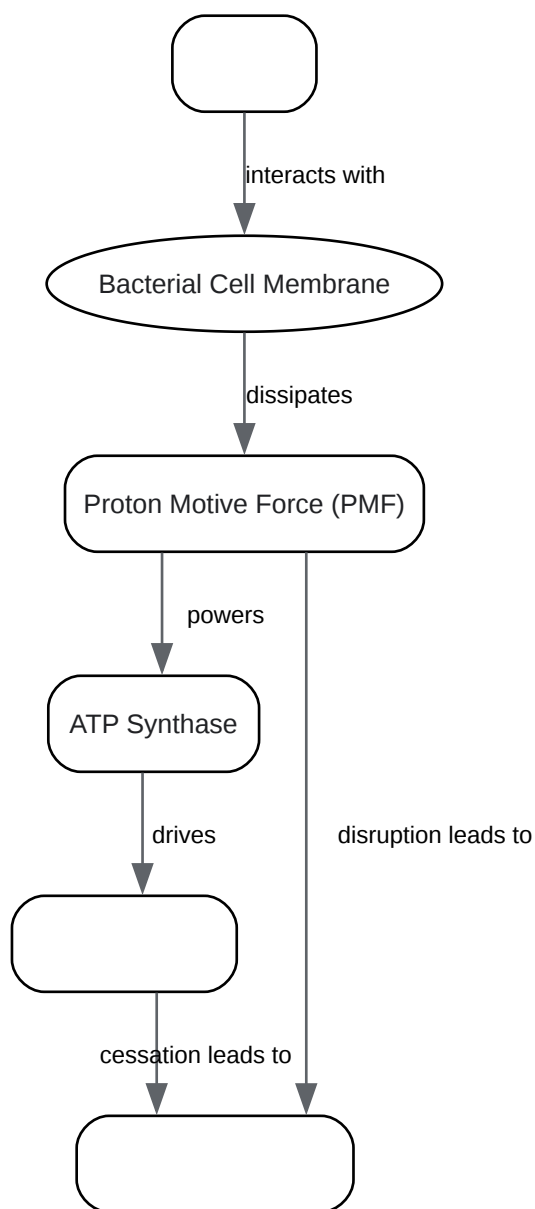 interacts with
Bacterial Cell Membrane
dissipates
Proton Motive Force (PMF)
powers
ATP Synthase
drives
disruption leads to
cessation leads to